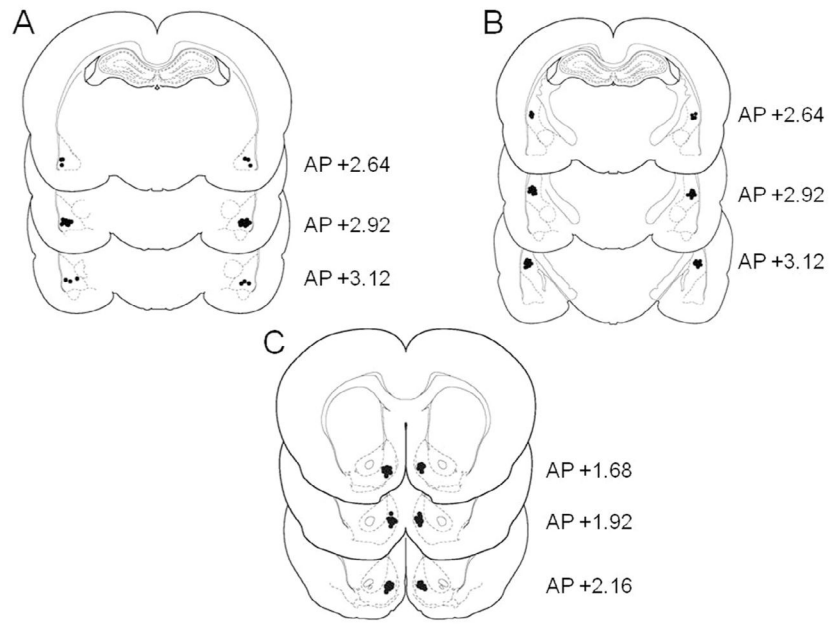 A
AP +2.64
AP +2.92
AP +3.12
B
AP +2.64
AP +2.92
AP +3.12
C
AP +1.68
AP +1.92
AP +2.16